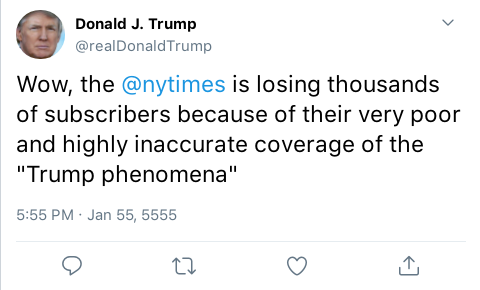 Donald J. Trump
@realDonaldTrump
Wow, the @nytimes is losing thousands
of subscribers because of their very poor
and highly inaccurate coverage of the
"Trump phenomena"
5:55 PM · Jan 55, 5555